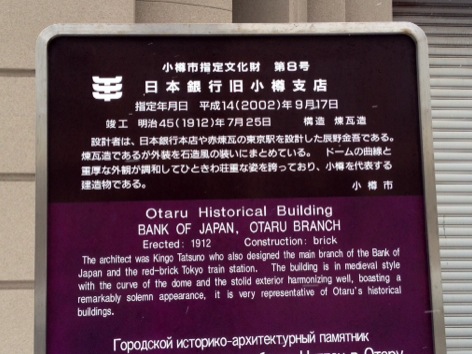 小樽市指定文化財 第8号
日本銀行旧小樽支店
指定年月日 平成14(2002)年9月17日
竣工 明治45(1912)年7月25日 構造 煉瓦造
設計者は、日本銀行本店や赤煉瓦の東京駅を設計した辰野金吾である。
煉瓦造であるが外装を石造風の装いにまとめている。 ドームの曲線と
重厚な外観が調和してひときわ荘重な姿を誇っており、小樽を代表する
建造物である。 小樽市
Otaru Historical Building
BANK OF JAPAN, OTARU BRANCH
Erected: 1912 Construction: brick
The architect was Kingo Tatsuno who also designed the main branch of the Bank of
Japan and the red-brick Tokyo train station. The building is in medieval style
with the curve of the dome and the stolid exterior harmonizing well, boasting a
remarkably solemn appearance, it is very representative of Otaru's historical
buildings.
Городской историко-архитектурный памятник